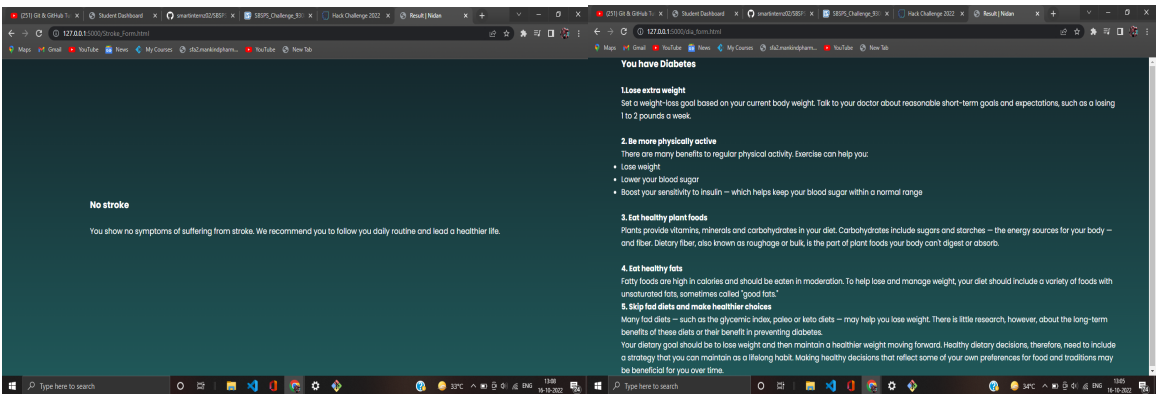 (251) Git & GitHub Tu
Student Dashboard
smartinternz02/SBSP
SBSPS_Challenge_930
Hack Challenge 2022
Result | Nidan
127.0.0.1:5000/Stroke_Form.html
Maps
Gmail
YouTube
News
My Courses
sfa2.mankindpharm...
YouTube
New Tab
No stroke
You show no symptoms of suffering from stroke. We recommend you to follow you daily routine and lead a healthier life.
Type here to search
33°C
ENG
13:08
16-10-2022
24
(251) Git & GitHub Tu
Student Dashboard
smartinternz02/SBSP
SBSPS_Challenge_930
Hack Challenge 2022
Result | Nidan
127.0.0.1:5000/dia_form.html
Maps
Gmail
YouTube
News
My Courses
sfa2.mankindpharm...
YouTube
New Tab
You have Diabetes
1.Lose extra weight
Set a weight-loss goal based on your current body weight. Talk to your doctor about reasonable short-term goals and expectations, such as a losing
1 to 2 pounds a week.
2. Be more physically active
There are many benefits to regular physical activity. Exercise can help you:
• Lose weight
• Lower your blood sugar
• Boost your sensitivity to insulin — which helps keep your blood sugar within a normal range
3. Eat healthy plant foods
Plants provide vitamins, minerals and carbohydrates in your diet. Carbohydrates include sugars and starches — the energy sources for your body —
and fiber. Dietary fiber, also known as roughage or bulk, is the part of plant foods your body can't digest or absorb.
4. Eat healthy fats
Fatty foods are high in calories and should be eaten in moderation. To help lose and manage weight, your diet should include a variety of foods with
unsaturated fats, sometimes called "good fats."
5. Skip fad diets and make healthier choices
Many fad diets — such as the glycemic index, paleo or keto diets — may help you lose weight. There is little research, however, about the long-term
benefits of these diets or their benefit in preventing diabetes.
Your dietary goal should be to lose weight and then maintain a healthier weight moving forward. Healthy dietary decisions, therefore, need to include
a strategy that you can maintain as a lifelong habit. Making healthy decisions that reflect some of your own preferences for food and traditions may
be beneficial for you over time.
Type here to search
34°C
ENG
13:05
16-10-2022
24